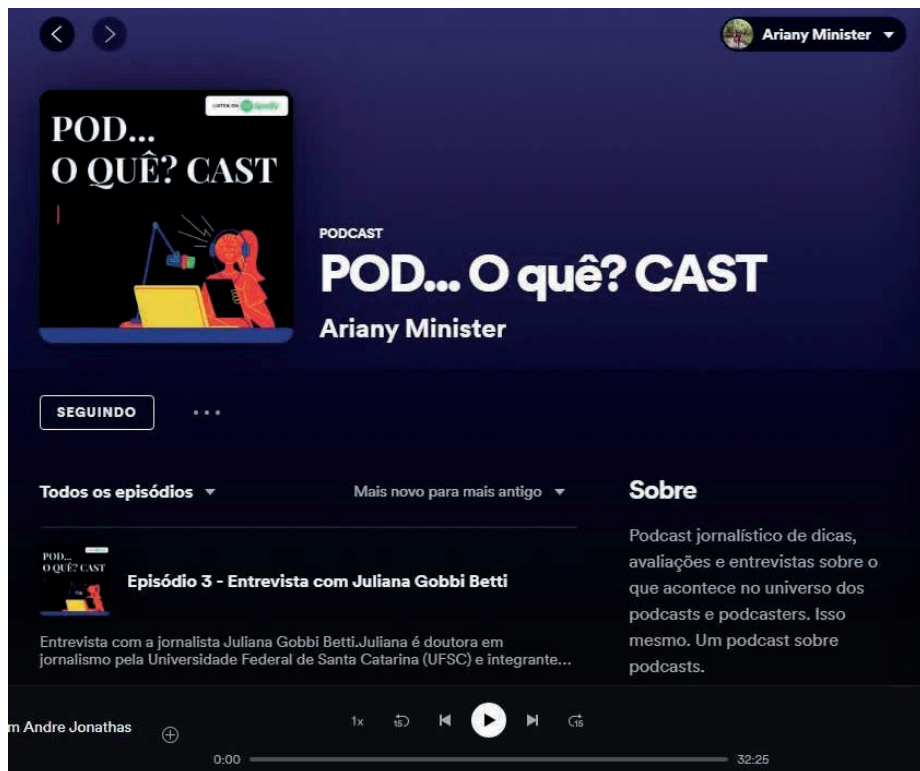 Ariany Minister
LISTEN ON Spotify
POD...
O QUÊ? CAST
PODCAST
POD... O quê? CAST
Ariany Minister
SEGUINDO
Todos os episódios
Mais novo para mais antigo
Sobre
Podcast jornalístico de dicas,
avaliações e entrevistas sobre o
que acontece no universo dos
podcasts e podcasters. Isso
mesmo. Um podcast sobre
podcasts.
POD...
O QUÊ? CAST
Episódio 3 - Entrevista com Juliana Gobbi Betti
Entrevista com a jornalista Juliana Gobbi Betti.Juliana é doutora em
jornalismo pela Universidade Federal de Santa Catarina (UFSC) e integrante...
m Andre Jonathas
1x
15
15
0:00
32:25